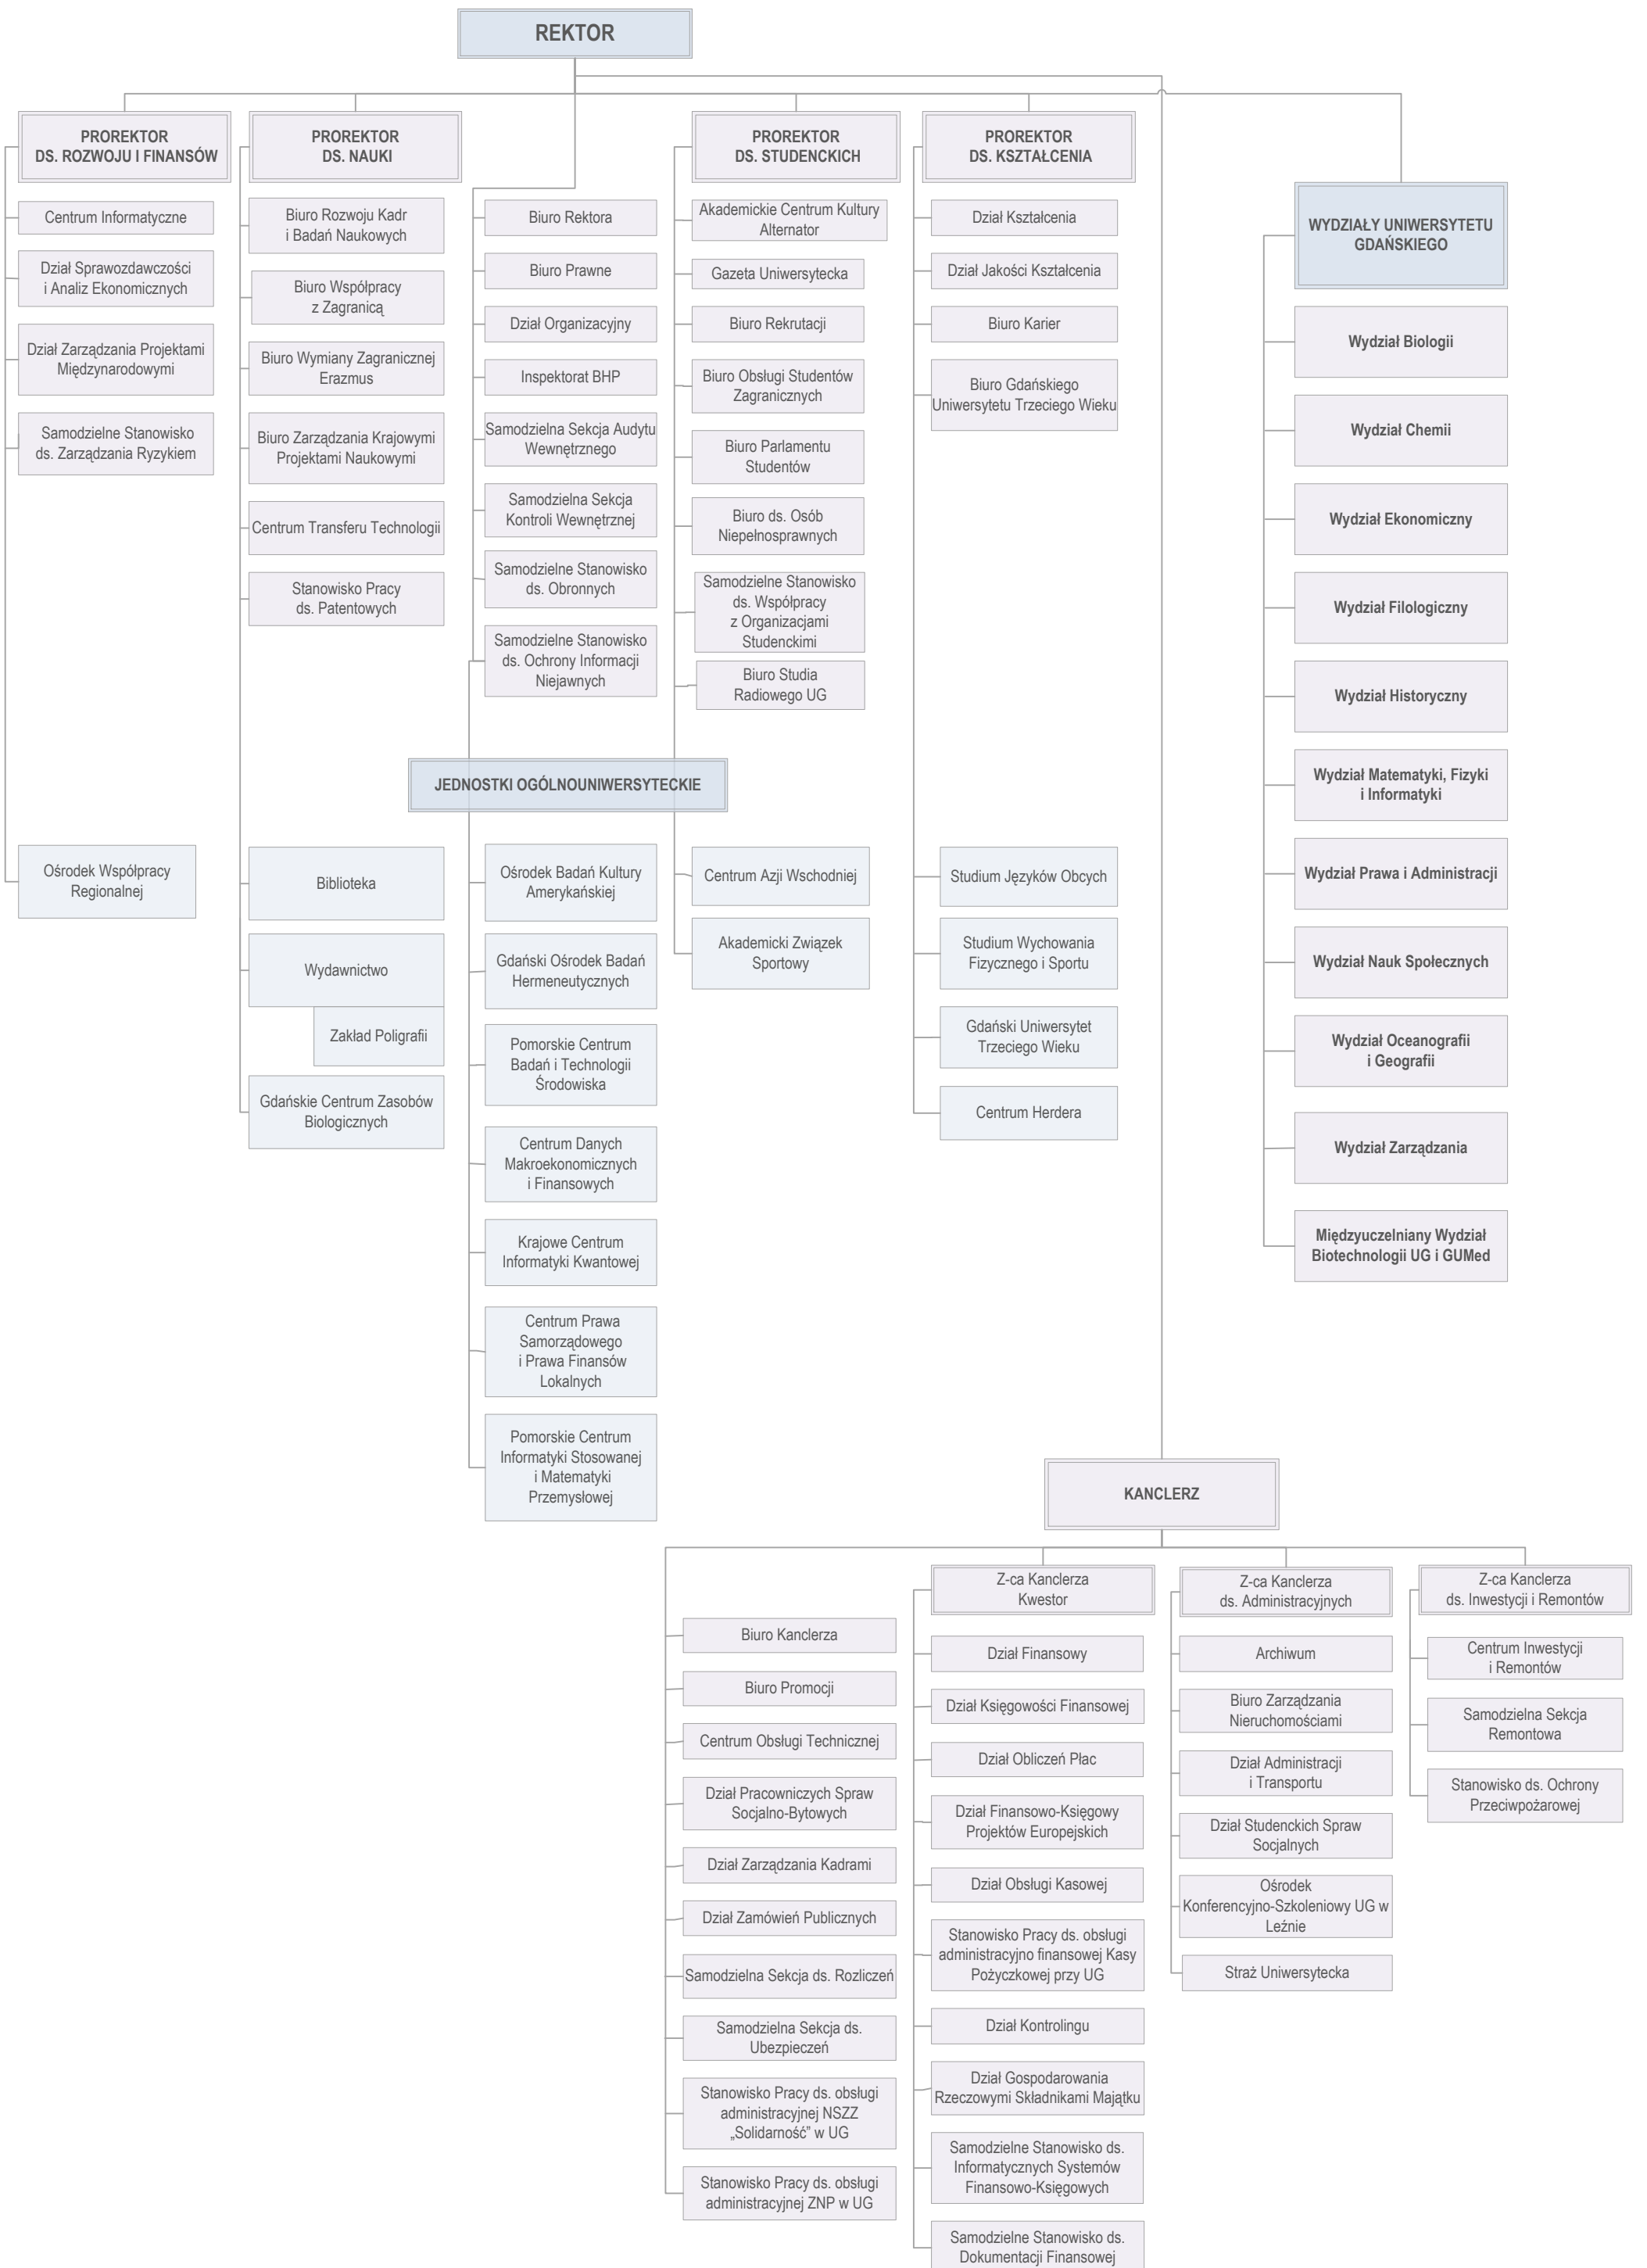 REKTOR
PROREKTOR
DS. ROZWOJU I FINANSÓW
Centrum Informatyczne
Dział Sprawozdawczości
i Analiz Ekonomicznych
Dział Zarządzania Projektami
Międzynarodowymi
Samodzielne Stanowisko
ds. Zarządzania Ryzykiem
PROREKTOR
DS. NAUKI
Biuro Rozwoju Kadr
i Badań Naukowych
Biuro Współpracy
z Zagranicą
Biuro Wymiany Zagranicznej
Erazmus
Biuro Zarządzania Krajowymi
Projektami Naukowymi
Centrum Transferu Technologii
Stanowisko Pracy
ds. Patentowych
Biuro Rektora
Biuro Prawne
Dział Organizacyjny
Inspektorat BHP
Samodzielna Sekcja Audytu
Wewnętrznego
Samodzielna Sekcja
Kontroli Wewnętrznej
Samodzielne Stanowisko
ds. Obronnych
Samodzielne Stanowisko
ds. Ochrony Informacji
Niejawnych
PROREKTOR
DS. STUDENCKICH
Akademickie Centrum Kultury
Alternator
Gazeta Uniwersytecka
Biuro Rekrutacji
Biuro Obsługi Studentów
Zagranicznych
Biuro Parlamentu
Studentów
Biuro ds. Osób
Niepełnosprawnych
Samodzielne Stanowisko
ds. Współpracy
z Organizacjami
Studenckimi
Biuro Studia
Radiowego UG
PROREKTOR
DS. KSZTAŁCENIA
Dział Kształcenia
Dział Jakości Kształcenia
Biuro Karier
Biuro Gdańskiego
Uniwersytetu Trzeciego Wieku
WYDZIAŁY UNIWERSYTETU
GDAŃSKIEGO
Wydział Biologii
Wydział Chemii
Wydział Ekonomiczny
Wydział Filologiczny
Wydział Historyczny
Wydział Matematyki, Fizyki
i Informatyki
Wydział Prawa i Administracji
Wydział Nauk Społecznych
Wydział Oceanografii
i Geografii
Wydział Zarządzania
Międzyuczelniany Wydział
Biotechnologii UG i GUMed
JEDNOSTKI OGÓLNOUNIWERSYTECKIE
Ośrodek Współpracy
Regionalnej
Biblioteka
Wydawnictwo
Zakład Poligrafii
Gdańskie Centrum Zasobów
Biologicznych
Ośrodek Badań Kultury
Amerykańskiej
Gdański Ośrodek Badań
Hermeneutycznych
Pomorskie Centrum
Badań i Technologii
Środowiska
Centrum Danych
Makroekonomicznych
i Finansowych
Krajowe Centrum
Informatyki Kwantowej
Centrum Prawa
Samorządowego
i Prawa Finansów
Lokalnych
Pomorskie Centrum
Informatyki Stosowanej
i Matematyki
Przemysłowej
Centrum Azji Wschodniej
Akademicki Związek
Sportowy
Studium Języków Obcych
Studium Wychowania
Fizycznego i Sportu
Gdański Uniwersytet
Trzeciego Wieku
Centrum Herdera
KANCLERZ
Biuro Kanclerza
Biuro Promocji
Centrum Obsługi Technicznej
Dział Pracowniczych Spraw
Socjalno-Bytowych
Dział Zarządzania Kadrami
Dział Zamówień Publicznych
Samodzielna Sekcja ds. Rozliczeń
Samodzielna Sekcja ds.
Ubezpieczeń
Stanowisko Pracy ds. obsługi
administracyjnej NSZZ
„Solidarność” w UG
Stanowisko Pracy ds. obsługi
administracyjnej ZNP w UG
Z-ca Kanclerza
Kwestor
Dział Finansowy
Dział Księgowości Finansowej
Dział Obliczeń Płac
Dział Finansowo-Księgowy
Projektów Europejskich
Dział Obsługi Kasowej
Stanowisko Pracy ds. obsługi
administracyjno finansowej Kasy
Pożyczkowej przy UG
Dział Kontrolingu
Dział Gospodarowania
Rzeczowymi Składnikami Majątku
Samodzielne Stanowisko ds.
Informatycznych Systemów
Finansowo-Księgowych
Samodzielne Stanowisko ds.
Dokumentacji Finansowej
Z-ca Kanclerza
ds. Administracyjnych
Archiwum
Biuro Zarządzania
Nieruchomościami
Dział Administracji
i Transportu
Dział Studenckich Spraw
Socjalnych
Ośrodek
Konferencyjno-Szkoleniowy UG w
Leźnie
Straż Uniwersytecka
Z-ca Kanclerza
ds. Inwestycji i Remontów
Centrum Inwestycji
i Remontów
Samodzielna Sekcja
Remontowa
Stanowisko ds. Ochrony
Przeciwpożarowej